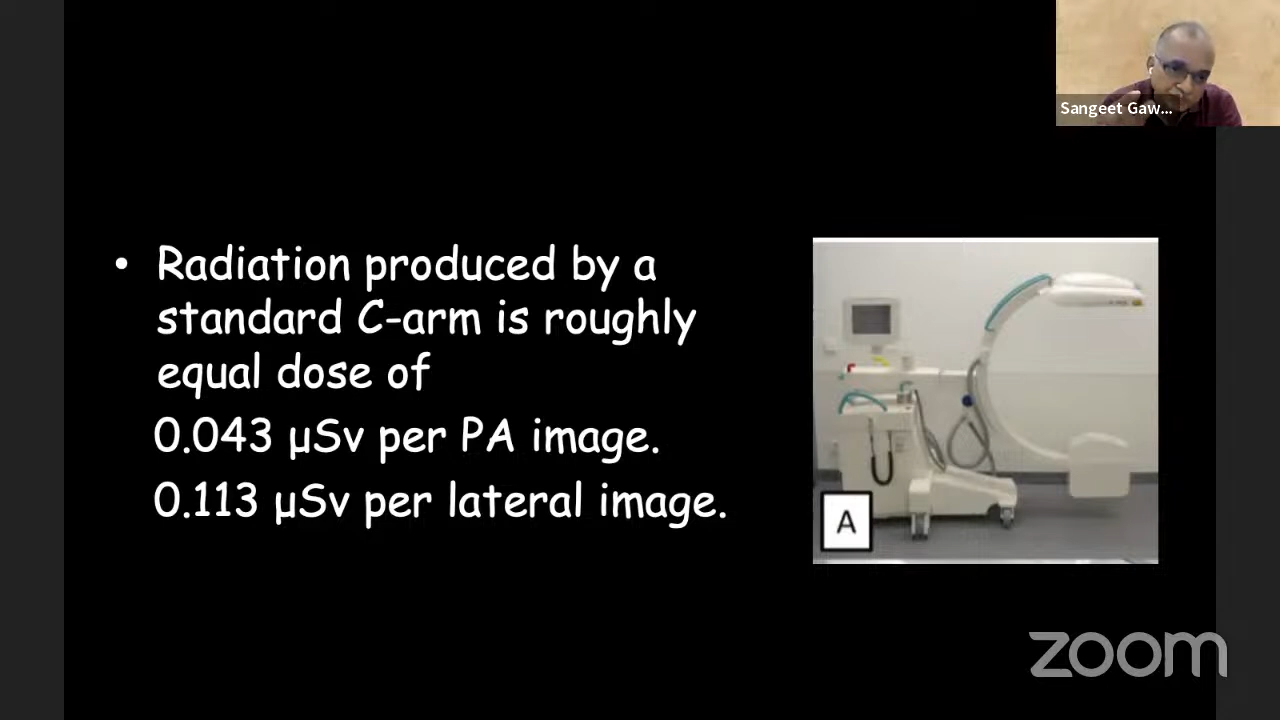 Sangeet Gaw...
• Radiation produced by a
standard C-arm is roughly
equal dose of
0.043 µSv per PA image.
0.113 µSv per lateral image.
A
zoom